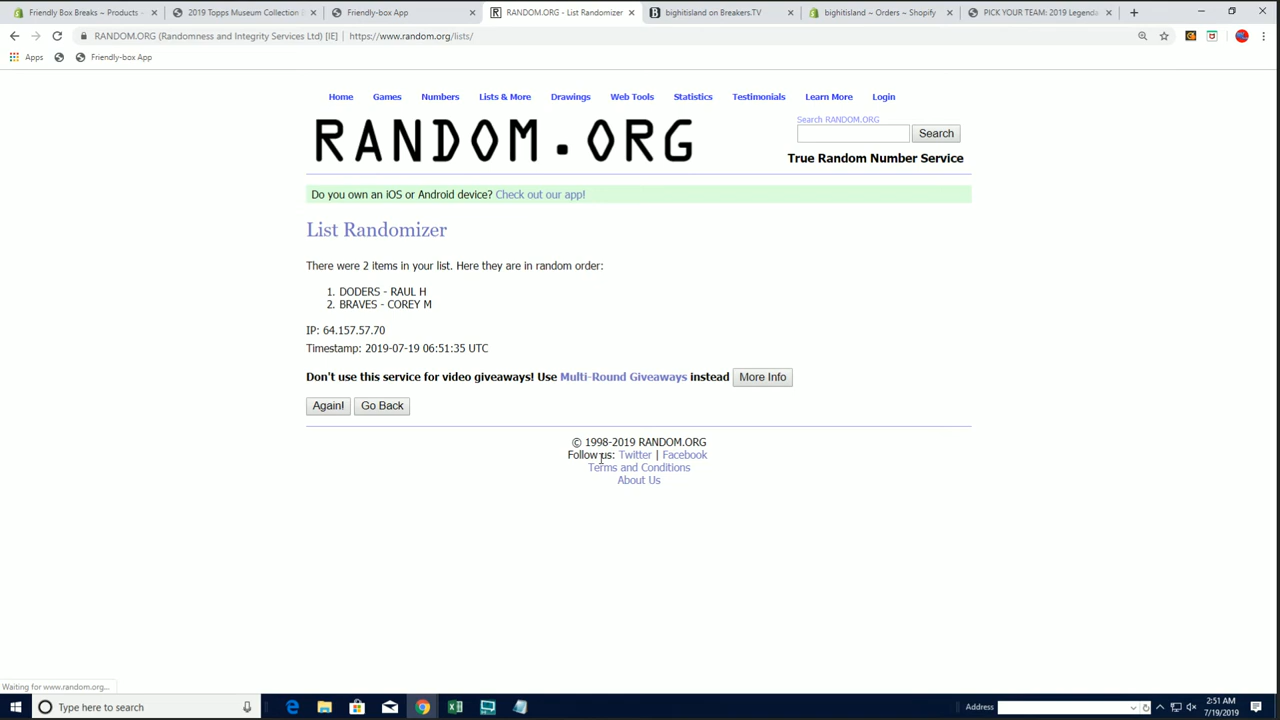 Friendly Box Breaks ~ Products -
2019 Topps Museum Collection B
Friendly-box App
RANDOM.ORG - List Randomizer
bighitisland on Breakers.TV
bighitisland ~ Orders ~ Shopify
PICK YOUR TEAM: 2019 Legenda
RANDOM.ORG (Randomness and Integrity Services Ltd) [IE] | https://www.random.org/lists/
Apps Friendly-box App
Home Games Numbers Lists & More Drawings Web Tools Statistics Testimonials Learn More Login
Search RANDOM.ORG
RANDOM.ORG
Search
True Random Number Service
Do you own an iOS or Android device? Check out our app!
List Randomizer
There were 2 items in your list. Here they are in random order:
1. DODERS - RAUL H
2. BRAVES - COREY M
IP: 64.157.57.70
Timestamp: 2019-07-19 06:51:35 UTC
Don't use this service for video giveaways! Use Multi-Round Giveaways instead More Info
Again! Go Back
© 1998-2019 RANDOM.ORG
Follow us: Twitter | Facebook
Terms and Conditions
About Us
Waiting for www.random.org...
Type here to search
Address
2:51 AM
7/19/2019